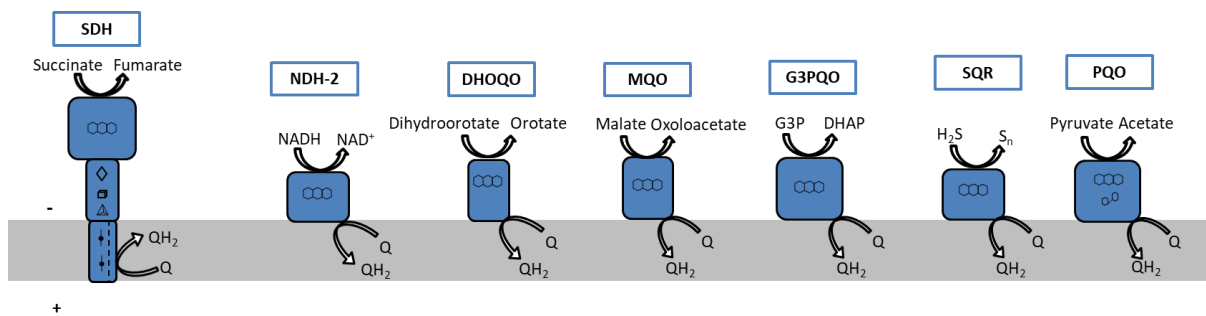 SDH
Succinate Fumarate
QH2
Q
-
+
NDH-2
NADH NAD+
Q
QH2
DHOQO
Dihydroorotate Orotate
Q
QH2
MQO
Malate Oxoloacetate
Q
QH2
G3PQO
G3P DHAP
Q
QH2
SQR
H2S Sn
Q
QH2
PQO
Pyruvate Acetate
Q
QH2